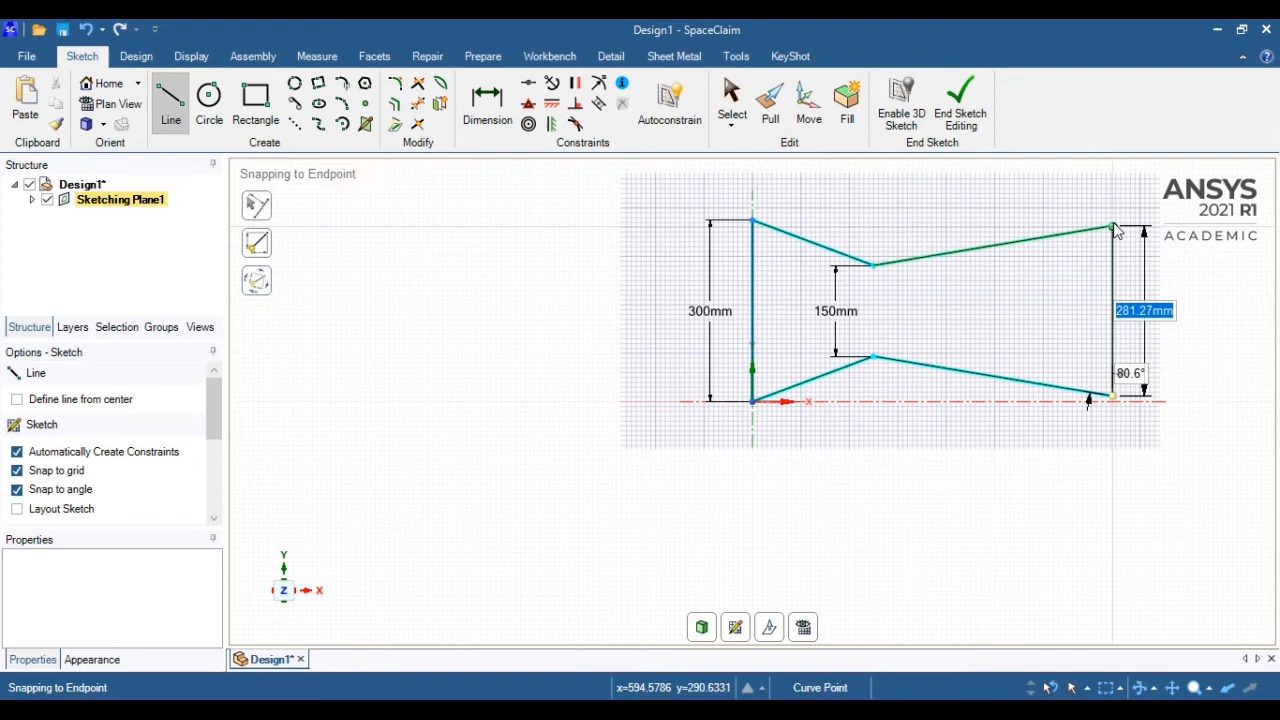 Design1 - SpaceClaim
File Sketch Design Display Assembly Measure Facets Repair Prepare Workbench Detail Sheet Metal Tools KeyShot
Paste
Clipboard
Home
Plan View
Orient
Line
Circle
Rectangle
Create
Modify
Dimension
Autoconstrain
Constraints
Select
Pull
Move
Fill
Edit
Enable 3D
Sketch
End Sketch
Editing
End Sketch
Structure
Design1*
Sketching Plane1
Structure Layers Selection Groups Views
Options - Sketch
Line
Define line from center
Sketch
Automatically Create Constraints
Snap to grid
Snap to angle
Layout Sketch
Properties
Properties Appearance
Snapping to Endpoint
ANSYS
2021 R1
ACADEMIC
300mm
150mm
281.27mm
80.6°
X
Y
Z X
Design1*
Snapping to Endpoint
x=594.5786 y=290.6331
Curve Point